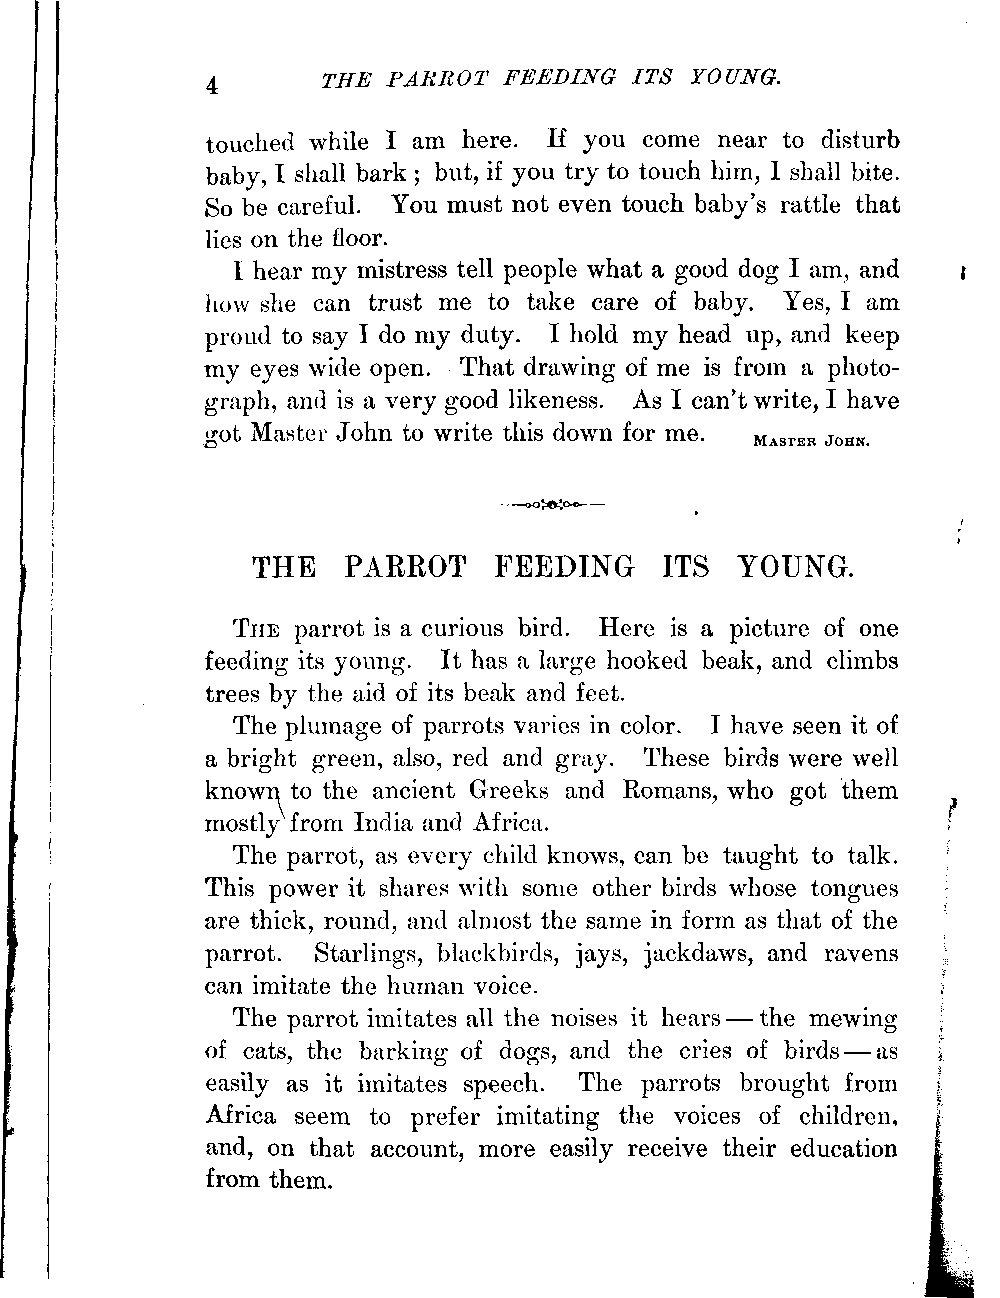 4 THE PARROT FEEDING ITS YOUNG.
touched while I am here. If you come near to disturb
baby, I shall bark ; but, if you try to touch him, I shall bite.
So be careful. You must not even touch baby's rattle that
lies on the floor.
I hear my mistress tell people what a good dog I am, and
how she can trust me to take care of baby. Yes, I am
proud to say I do my duty. I hold my head up, and keep
my eyes wide open. That drawing of me is from a photo-
graph, and is a very good likeness. As I can't write, I have
got Master John to write this down for me. MASTER JOHN.
THE PARROT FEEDING ITS YOUNG.
THE parrot is a curious bird. Here is a picture of one
feeding its young. It has a large hooked beak, and climbs
trees by the aid of its beak and feet.
The plumage of parrots varies in color. I have seen it of
a bright green, also, red and gray. These birds were well
known to the ancient Greeks and Romans, who got them
mostly from India and Africa.
The parrot, as every child knows, can be taught to talk.
This power it shares with some other birds whose tongues
are thick, round, and almost the same in form as that of the
parrot. Starlings, blackbirds, jays, jackdaws, and ravens
can imitate the human voice.
The parrot imitates all the noises it hears — the mewing
of cats, the barking of dogs, and the cries of birds — as
easily as it imitates speech. The parrots brought from
Africa seem to prefer imitating the voices of children,
and, on that account, more easily receive their education
from them.